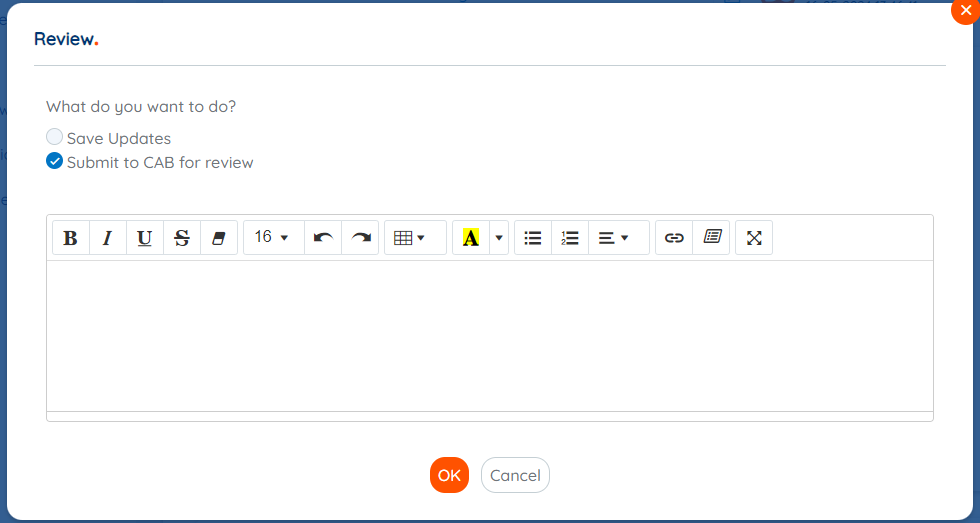 Review.
What do you want to do?
Save Updates
Submit to CAB for review
B I U S 16 A
OK Cancel